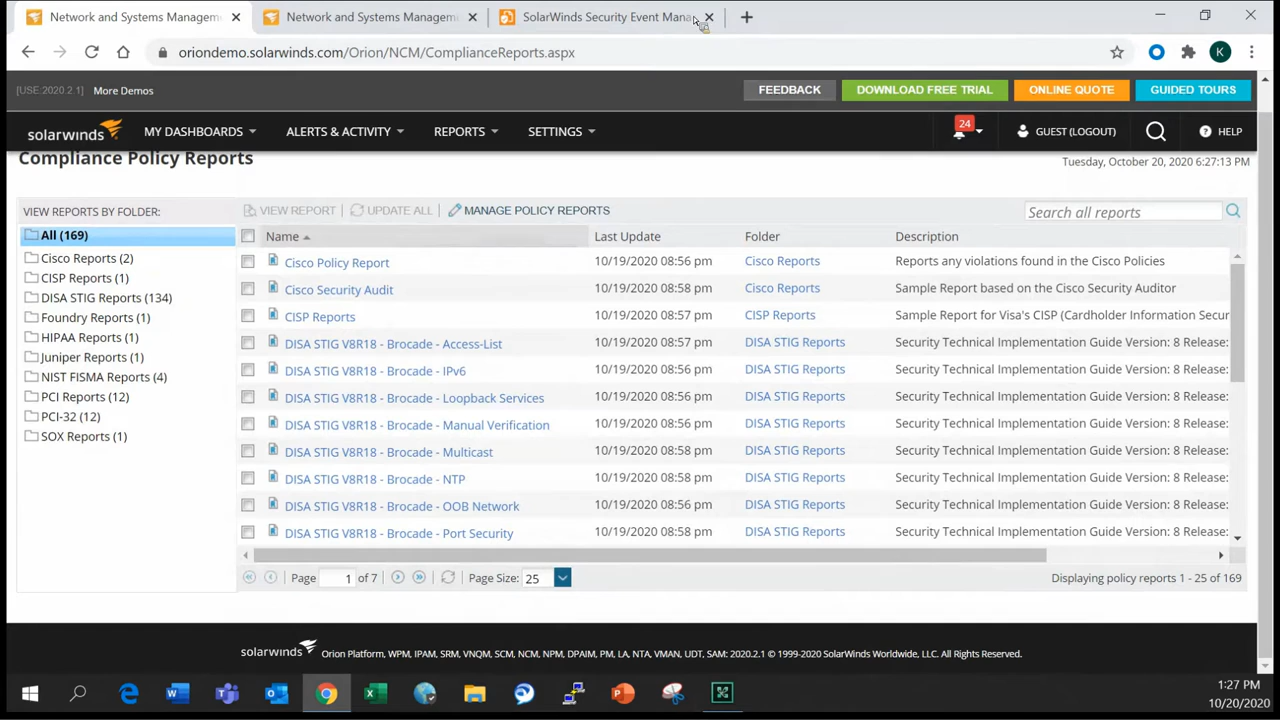 Network and Systems Manageme
Network and Systems Managem
SolarWinds Security Event Mana
oriondemo.solarwinds.com/Orion/NCM/ComplianceReports.aspx
K
[USE.2020 2.1]
More Demos
FEEDBACK
DOWNLOAD FREE TRIAL
ONLINE QUOTE
GUIDED TOURS
solarwinds
MY DASHBOARDS
ALERTS & ACTIVITY
REPORTS
SETTINGS
24
GUEST (LOGOUT)
? HELP
Compliance Policy Reports
Tuesday, October 20, 2020 6:27:13 PM
VIEW REPORTS BY FOLDER:
VIEW REPORT
UPDATE ALL
MANAGE POLICY REPORTS
Search all reports
All (169)
Cisco Reports (2)
CISP Reports (1)
DISA STIG Reports (134)
Foundry Reports (1)
HIPAA Reports (1)
Juniper Reports (1)
NIST FISMA Reports (4)
PCI Reports (12)
PCI-32 (12)
SOX Reports (1)
Name Last Update Folder Description
Cisco Policy Report 10/19/2020 08:56 pm Cisco Reports Reports any violations found in the Cisco Policies
Cisco Security Audit 10/19/2020 08:58 pm Cisco Reports Sample Report based on the Cisco Security Auditor
CISP Reports 10/19/2020 08:57 pm CISP Reports Sample Report for Visa's CISP (Cardholder Information Secur
DISA STIG V8R18 - Brocade - Access-List 10/19/2020 08:57 pm DISA STIG Reports Security Technical Implementation Guide Version: 8 Release:
DISA STIG V8R18 - Brocade - IPv6 10/19/2020 08:56 pm DISA STIG Reports Security Technical Implementation Guide Version: 8 Release:
DISA STIG V8R18 - Brocade - Loopback Services 10/19/2020 08:56 pm DISA STIG Reports Security Technical Implementation Guide Version: 8 Release:
DISA STIG V8R18 - Brocade - Manual Verification 10/19/2020 08:56 pm DISA STIG Reports Security Technical Implementation Guide Version: 8 Release:
DISA STIG V8R18 - Brocade - Multicast 10/19/2020 08:58 pm DISA STIG Reports Security Technical Implementation Guide Version: 8 Release:
DISA STIG V8R18 - Brocade - NTP 10/19/2020 08:56 pm DISA STIG Reports Security Technical Implementation Guide Version: 8 Release:
DISA STIG V8R18 - Brocade - OOB Network 10/19/2020 08:56 pm DISA STIG Reports Security Technical Implementation Guide Version: 8 Release:
DISA STIG V8R18 - Brocade - Port Security 10/19/2020 08:58 pm DISA STIG Reports Security Technical Implementation Guide Version: 8 Release:
Page 1 of 7 Page Size: 25
Displaying policy reports 1 - 25 of 169
solarwinds Orion Platform, WPM, IPAM, SRM, VNQM, SCM, NCM, NPM, DPAIM, PM, LA, NTA, VMAN, UDT, SAM: 2020.2.1 © 1999-2020 SolarWinds Worldwide, LLC. All Rights Reserved.
1:27 PM
10/20/2020